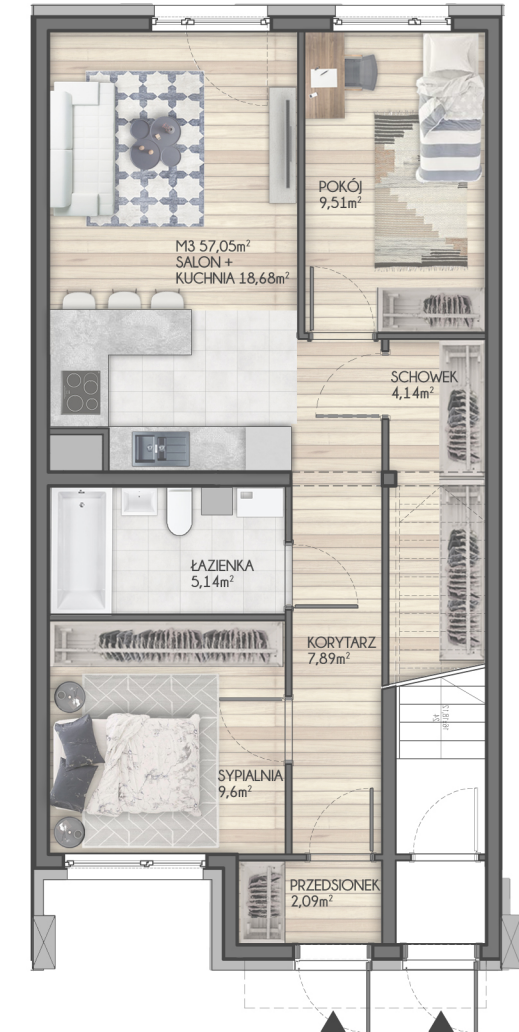 POKÓJ
9,51m²
M3 57,05m²
SALON +
KUCHNIA 18,68m²
SCHOWEK
4,14m²
ŁAZIENKA
5,14m²
KORYTARZ
7,89m²
SYPIALNIA
9,6m²
PRZEDSIONEK
2,09m²